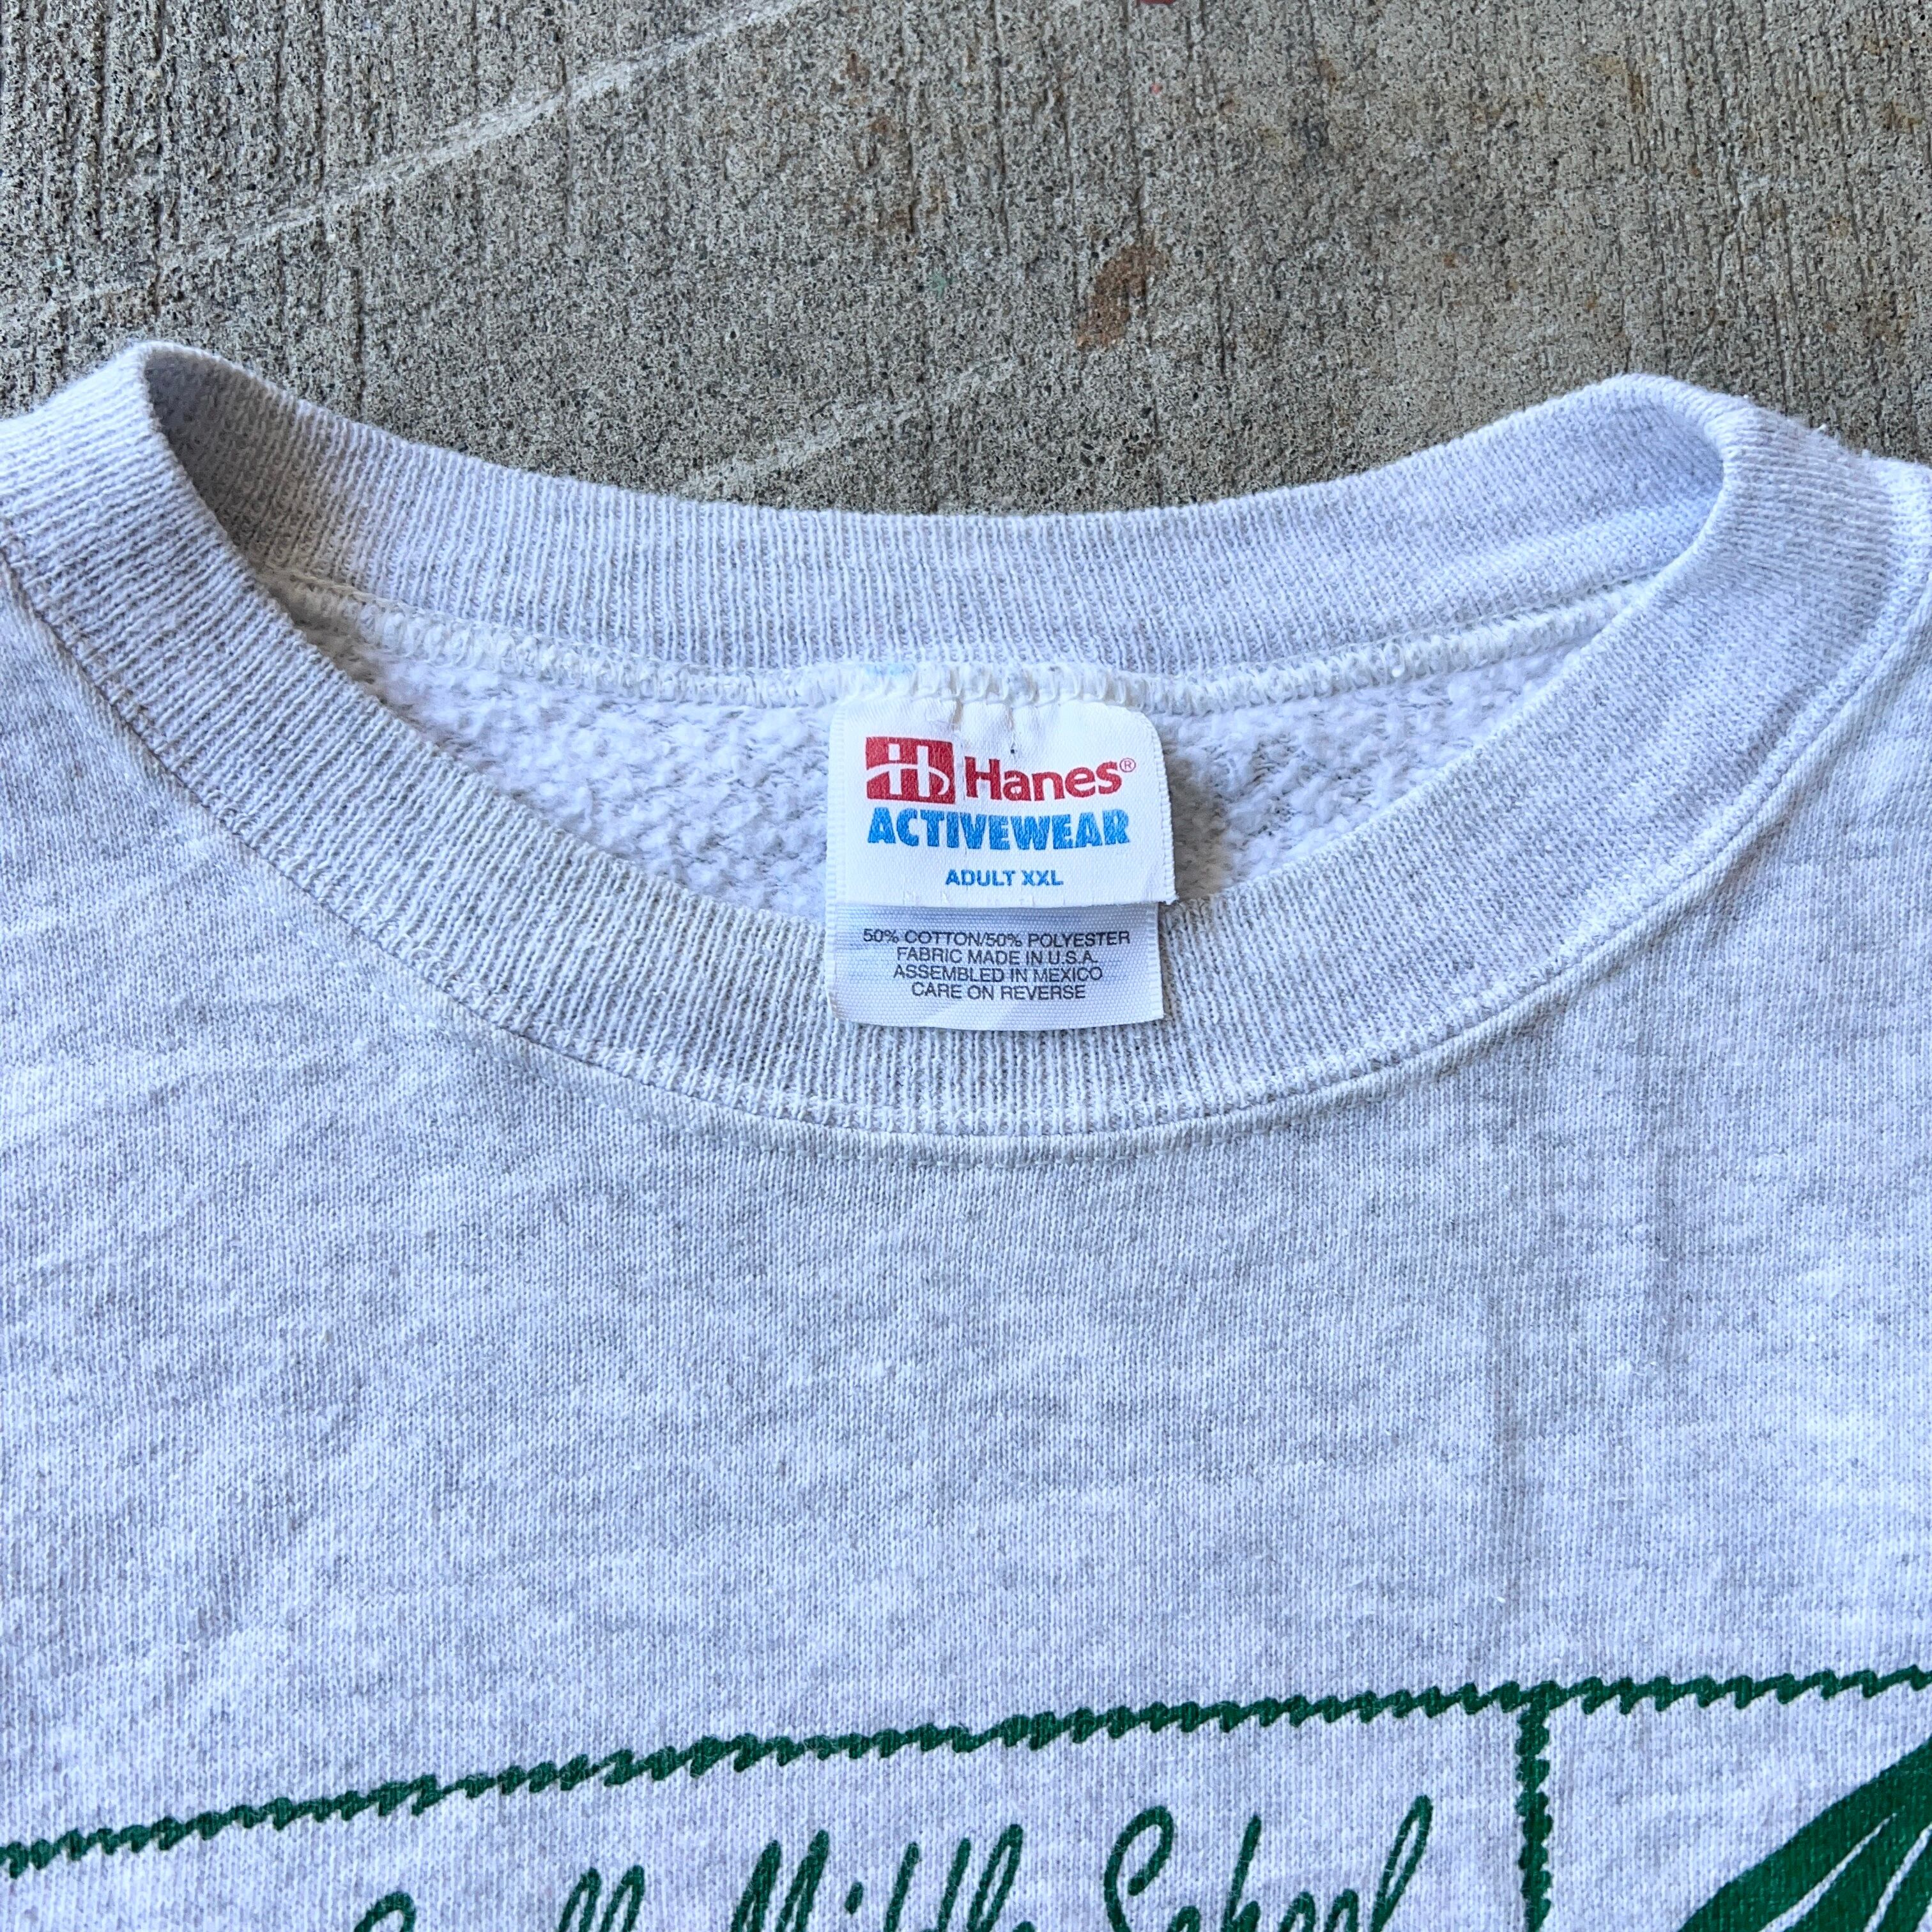 Hanes®
ACTIVEWEAR
ADULT XXL
50% COTTON/50% POLYESTER
FABRIC MADE IN U.S.A.
ASSEMBLED IN MEXICO
CARE ON REVERSE
Middle School